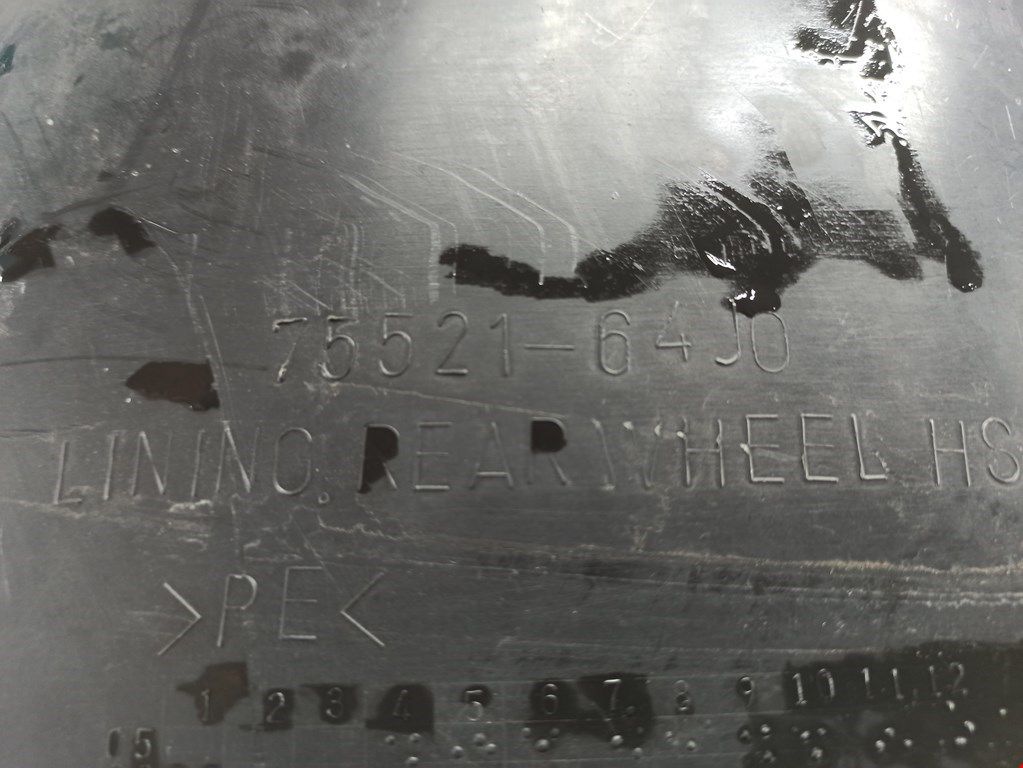 75521-64J0
LINING, REAR WHEEL HS
>PE<
1 2 3 4 5 6 7 8 9 10 11 12
05